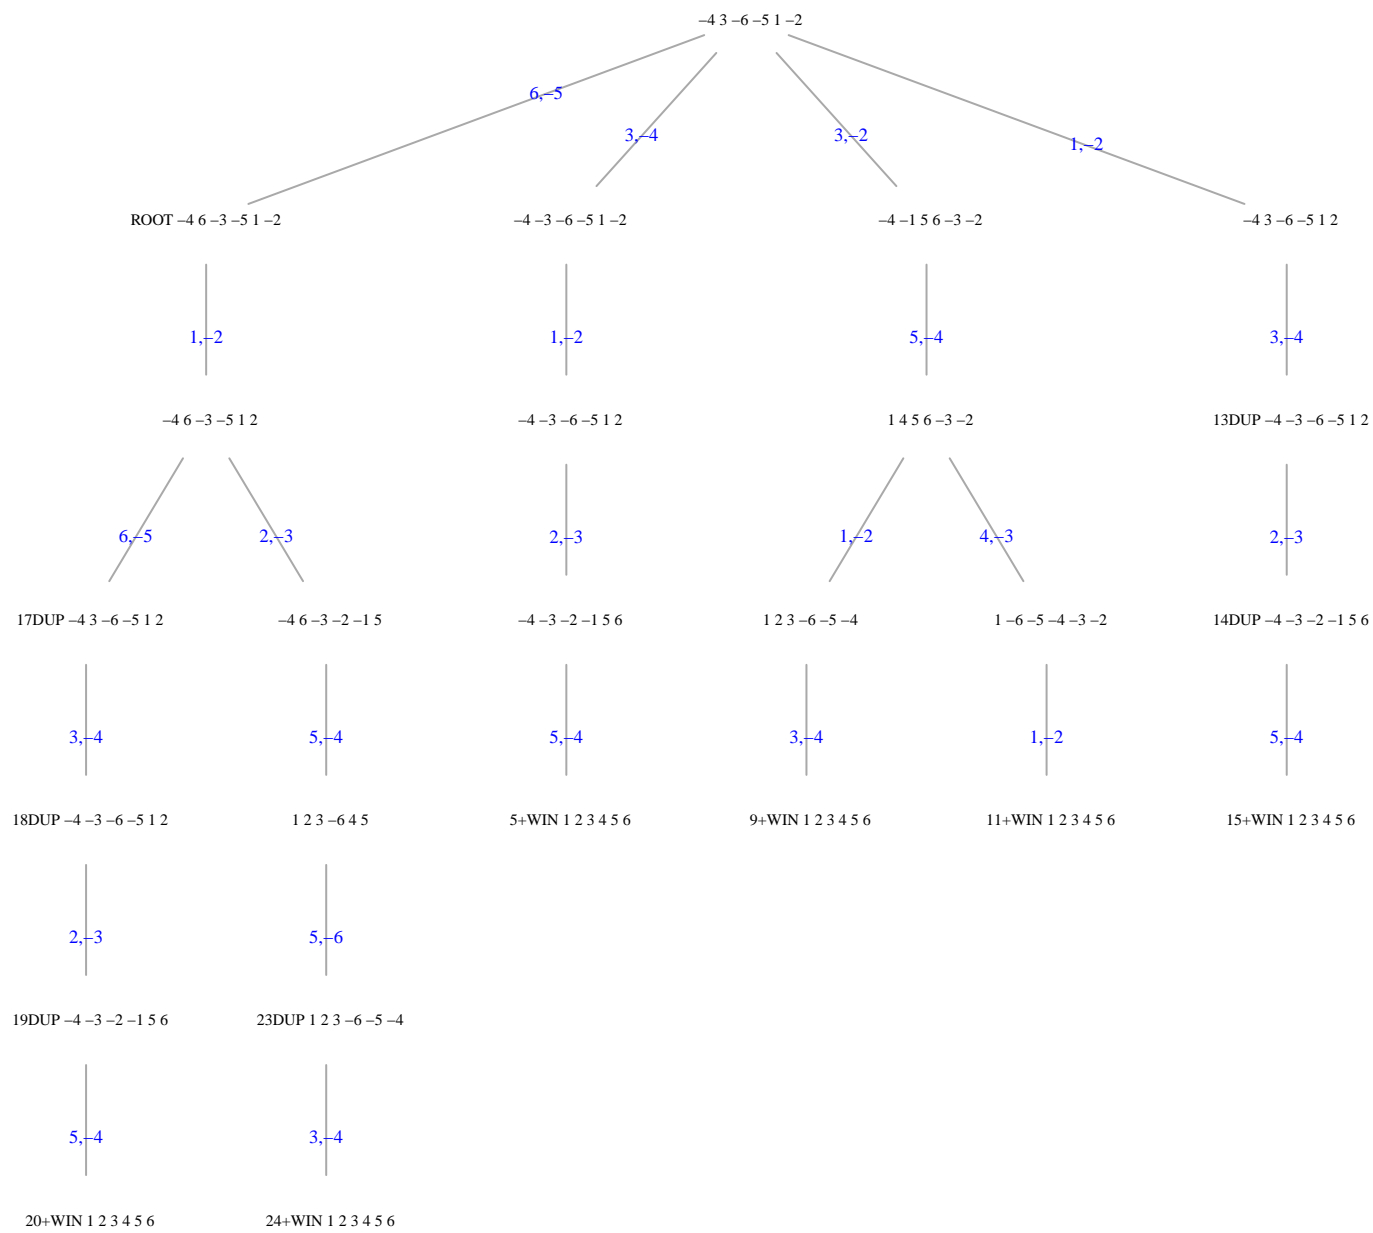 −4 3 −6 −5 1 −2
6,−5
3,−4
3,−2
1,−2
ROOT −4 6 −3 −5 1 −2
−4 −3 −6 −5 1 −2
−4 −1 5 6 −3 −2
−4 3 −6 −5 1 2
1,−2
1,−2
5,−4
3,−4
−4 6 −3 −5 1 2
−4 −3 −6 −5 1 2
1 4 5 6 −3 −2
13DUP −4 −3 −6 −5 1 2
6,−5
2,−3
2,−3
1,−2
4,−3
2,−3
17DUP −4 3 −6 −5 1 2
−4 6 −3 −2 −1 5
−4 −3 −2 −1 5 6
1 2 3 −6 −5 −4
1 −6 −5 −4 −3 −2
14DUP −4 −3 −2 −1 5 6
3,−4
5,−4
5,−4
3,−4
1,−2
5,−4
18DUP −4 −3 −6 −5 1 2
1 2 3 −6 4 5
5+WIN 1 2 3 4 5 6
9+WIN 1 2 3 4 5 6
11+WIN 1 2 3 4 5 6
15+WIN 1 2 3 4 5 6
2,−3
5,−6
19DUP −4 −3 −2 −1 5 6
23DUP 1 2 3 −6 −5 −4
5,−4
3,−4
20+WIN 1 2 3 4 5 6
24+WIN 1 2 3 4 5 6